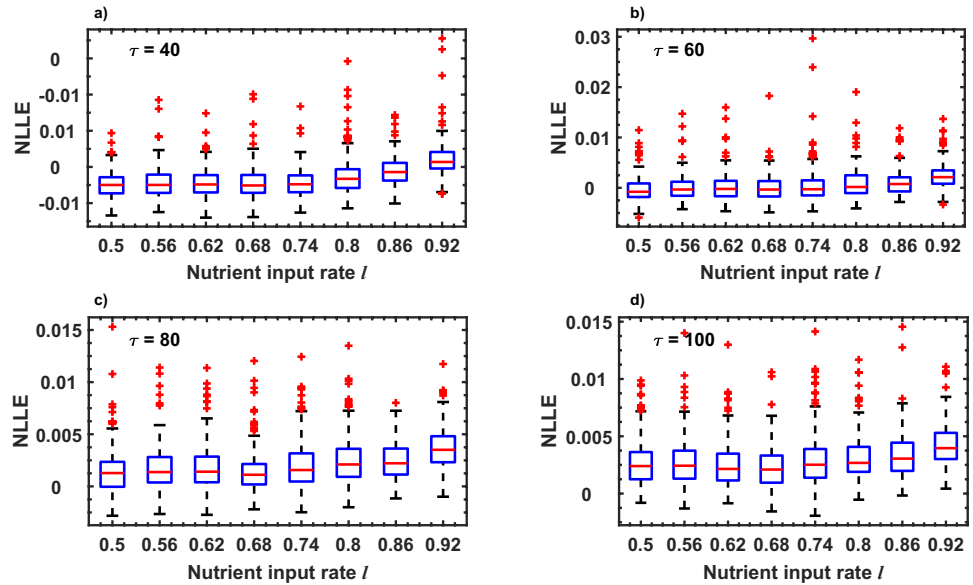 a)
τ = 40
NLLE
0
-0.01
0.01
0
-0.01
0.5 0.56 0.62 0.68 0.74 0.8 0.86 0.92
Nutrient input rate I
b)
τ = 60
NLLE
0.03
0.02
0.01
0
0.5 0.56 0.62 0.68 0.74 0.8 0.86 0.92
Nutrient input rate I
c)
τ = 80
NLLE
0.015
0.01
0.005
0
0.5 0.56 0.62 0.68 0.74 0.8 0.86 0.92
Nutrient input rate I
d)
τ = 100
NLLE
0.015
0.01
0.005
0
0.5 0.56 0.62 0.68 0.74 0.8 0.86 0.92
Nutrient input rate I